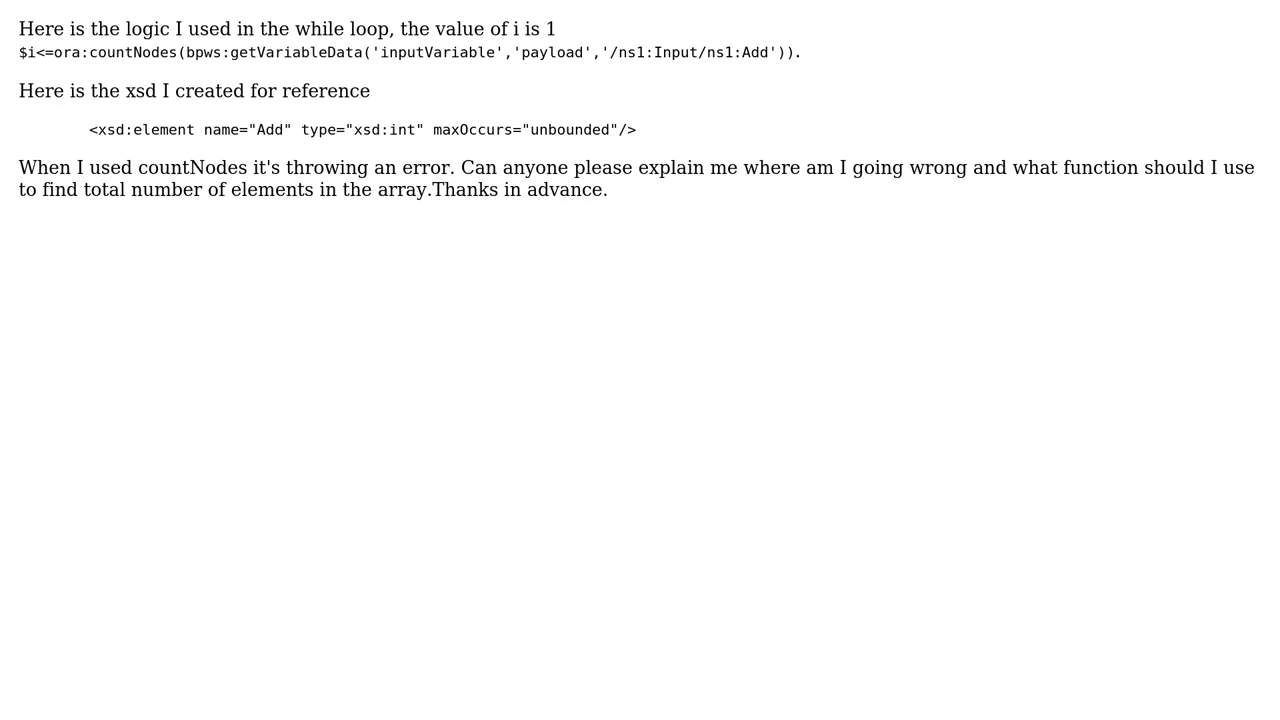 Here is the logic I used in the while loop, the value of i is 1
$i<=ora:countNodes(bpws:getVariableData('inputVariable','payload','/ns1:Input/ns1:Add')).
Here is the xsd I created for reference
<xsd:element name="Add" type="xsd:int" maxOccurs="unbounded"/>
When I used countNodes it's throwing an error. Can anyone please explain me where am I going wrong and what function should I use
to find total number of elements in the array.Thanks in advance.